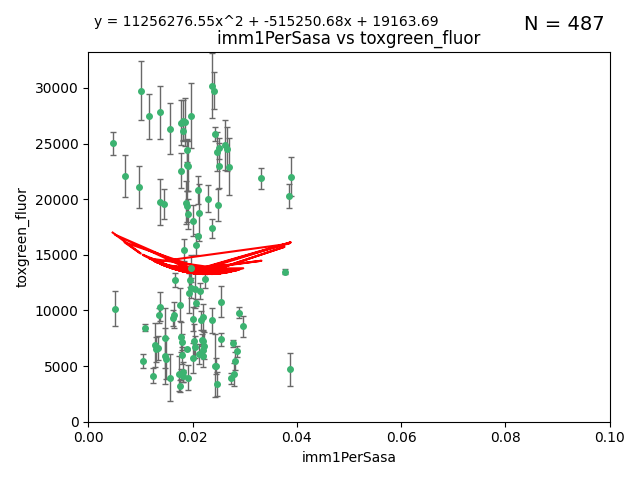 y = 11256276.55x^2 + -515250.68x + 19163.69
N = 487
imm1PerSasa vs toxgreen_fluor
30000
25000
20000
15000
10000
5000
0
toxgreen_fluor
0.00 0.02 0.04 0.06 0.08 0.10
imm1PerSasa